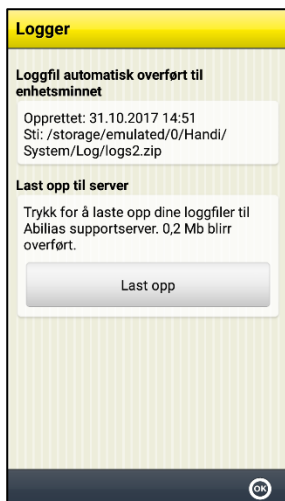 Logger
Loggfil automatisk overført til
enhetsminnet
Opprettet: 31.10.2017 14:51
Sti: /storage/emulated/0/Handi/
System/Log/logs2.zip
Last opp til server
Trykk for å laste opp dine loggfiler til
Abilias supportserver. 0,2 Mb blirr
overført.
Last opp
OK